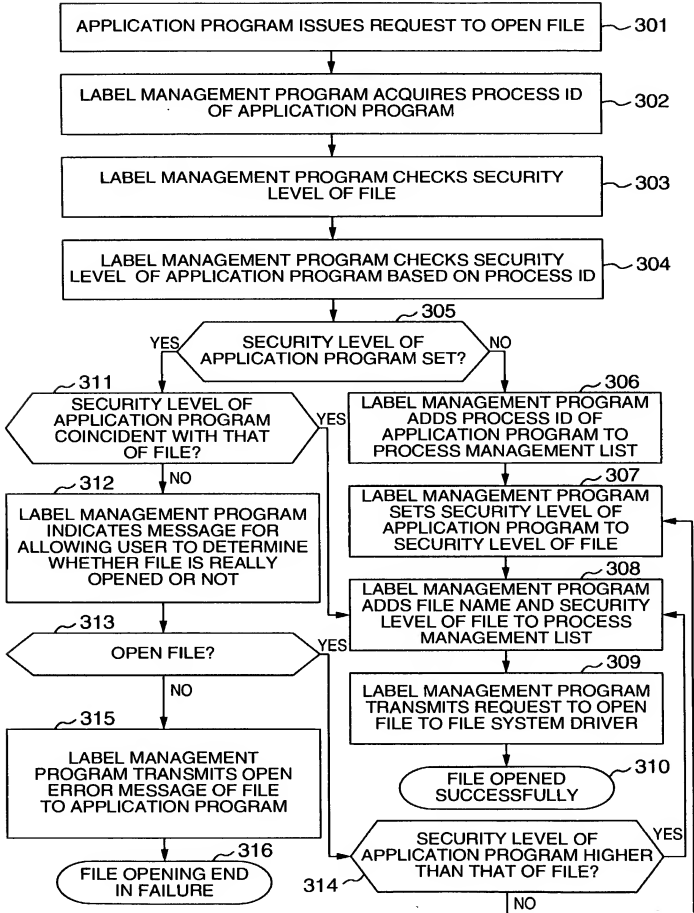 APPLICATION PROGRAM ISSUES REQUEST TO OPEN FILE
301
LABEL MANAGEMENT PROGRAM ACQUIRES PROCESS ID
OF APPLICATION PROGRAM
302
LABEL MANAGEMENT PROGRAM CHECKS SECURITY
LEVEL OF FILE
303
LABEL MANAGEMENT PROGRAM CHECKS SECURITY
LEVEL OF APPLICATION PROGRAM BASED ON PROCESS ID
304
305
YES
SECURITY LEVEL OF
APPLICATION PROGRAM SET?
NO
311
SECURITY LEVEL OF
APPLICATION PROGRAM
COINCIDENT WITH THAT
OF FILE?
YES
NO
306
LABEL MANAGEMENT PROGRAM
ADDS PROCESS ID OF
APPLICATION PROGRAM TO
PROCESS MANAGEMENT LIST
312
LABEL MANAGEMENT PROGRAM
INDICATES MESSAGE FOR
ALLOWING USER TO DETERMINE
WHETHER FILE IS REALLY
OPENED OR NOT
307
LABEL MANAGEMENT PROGRAM
SETS SECURITY LEVEL OF
APPLICATION PROGRAM TO
SECURITY LEVEL OF FILE
308
LABEL MANAGEMENT PROGRAM
ADDS FILE NAME AND SECURITY
LEVEL OF FILE TO PROCESS
MANAGEMENT LIST
313
OPEN FILE?
YES
NO
309
LABEL MANAGEMENT PROGRAM
TRANSMITS REQUEST TO OPEN
FILE TO FILE SYSTEM DRIVER
315
LABEL MANAGEMENT
PROGRAM TRANSMITS OPEN
ERROR MESSAGE OF FILE
TO APPLICATION PROGRAM
310
FILE OPENED
SUCCESSFULLY
316
FILE OPENING END
IN FAILURE
314
SECURITY LEVEL OF
APPLICATION PROGRAM HIGHER
THAN THAT OF FILE?
YES
NO